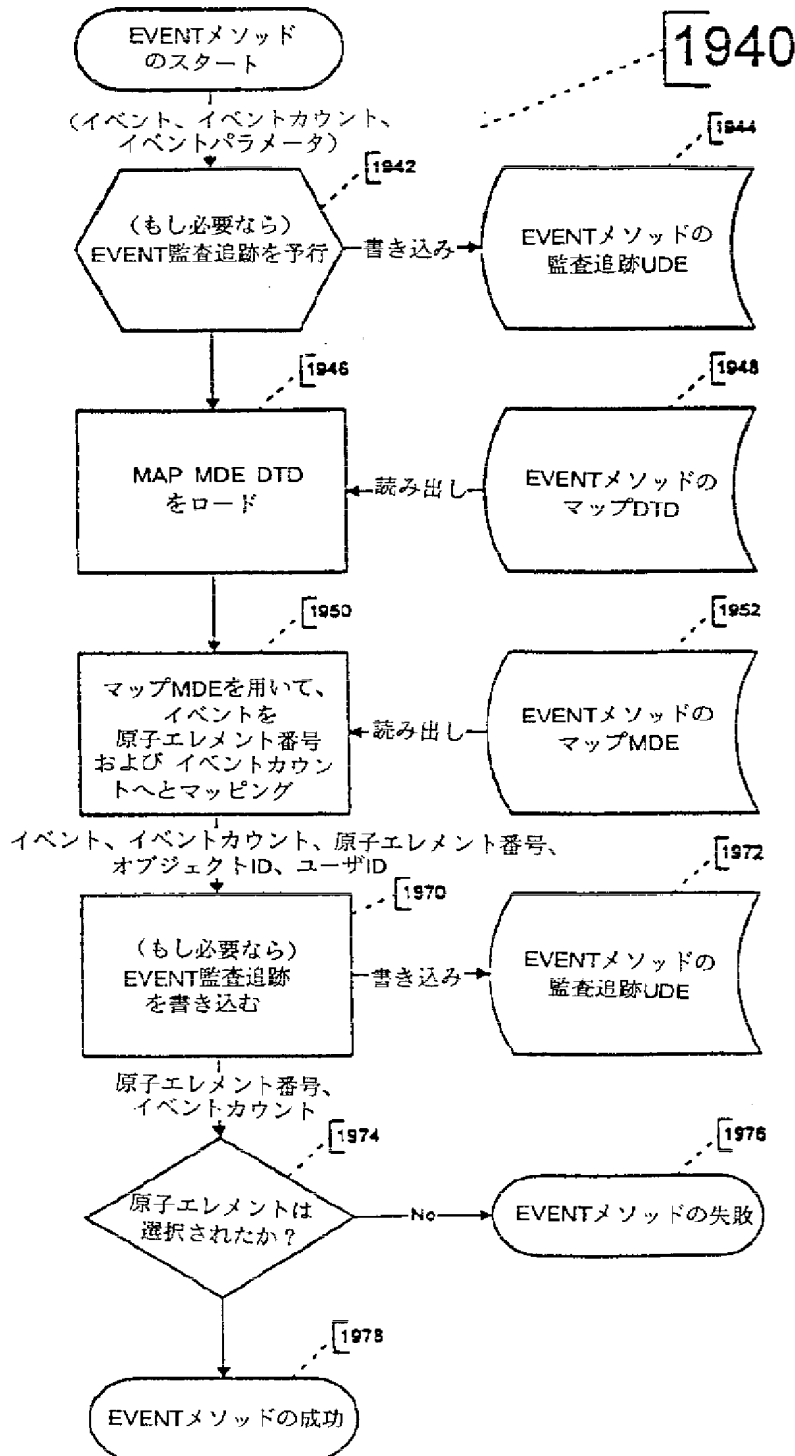 EVENTメソッド
のスタート
1940
(イベント、イベントカウント、
イベントパラメータ)
1942
1944
(もし必要なら)
EVENT監査追跡を予行
書き込み
EVENTメソッドの
監査追跡UDE
1946
1948
MAP MDE DTD
をロード
読み出し
EVENTメソッドの
マップDTD
1950
1952
マップMDEを用いて、
イベントを
原子エレメント番号
および イベントカウン
トへとマッピング
読み出し
EVENTメソッドの
マップMDE
イベント、イベントカウント、原子エレメント番号、
オブジェクトID、ユーザID
1970
1972
(もし必要なら)
EVENT監査追跡
を書き込む
書き込み
EVENTメソッドの
監査追跡UDE
原子エレメント番号、
イベントカウント
1974
1976
原子エレメントは
選択されたか?
No
EVENTメソッドの失敗
1978
EVENTメソッドの成功